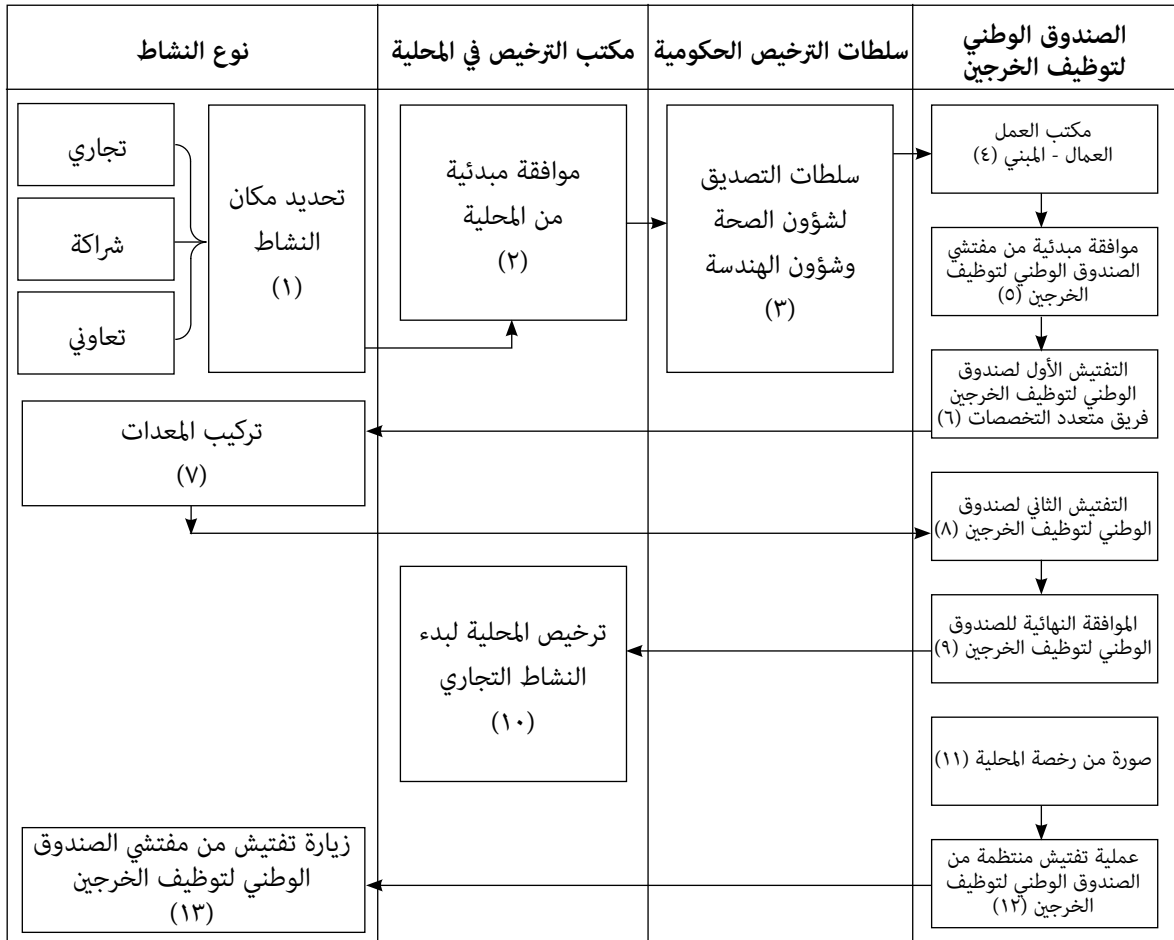 الصندوق الوطني
لتوظيف الخرجين
سلطات الترخيص الحكومية
مكتب الترخيص في المحلية
نوع النشاط
تجاري
شراكة
تعاوني
تحديد مكان
النشاط
(١)
موافقة مبدئية
من المحلية
(٢)
سلطات التصديق
لشؤون الصحة
وشؤون الهندسة
(٣)
مكتب العمل
العمال - المبني (٤)
موافقة مبدئية من مفتشي
الصندوق الوطني لتوظيف
الخرجين (٥)
التفتيش الأول لصندوق
الوطني لتوظيف الخرجين
فريق متعدد التخصصات (٦)
تركيب المعدات
(٧)
التفتيش الثاني لصندوق
الوطني لتوظيف الخرجين (٨)
الموافقة النهائية للصندوق
الوطني لتوظيف الخرجين (٩)
ترخيص المحلية لبدء
النشاط التجاري
(١٠)
صورة من رخصة المحلية (١١)
عملية تفتيش منتظمة من
الصندوق الوطني لتوظيف
الخرجين (١٢)
زيارة تفتيش من مفتشي الصندوق
الوطني لتوظيف الخرجين
(١٣)